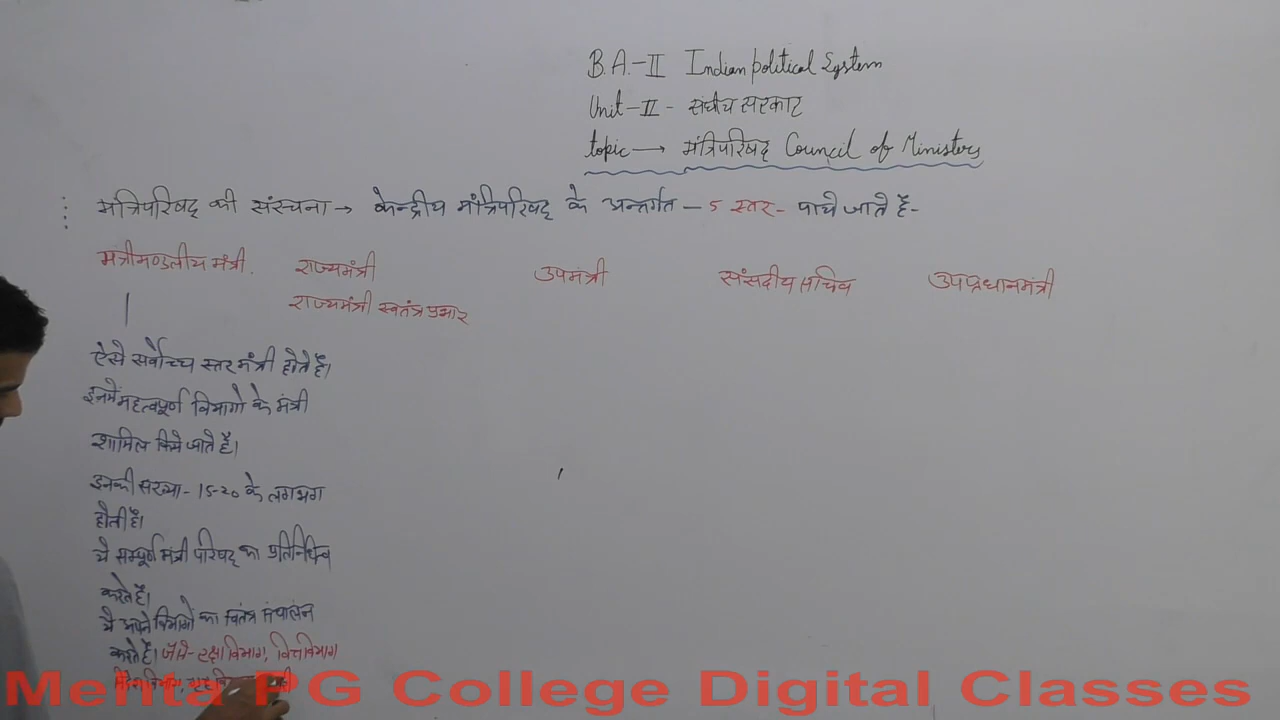 B.A.-II Indian political System
Unit-II - संघीय सरकार
topic → मंत्रिपरिषद् Council of Ministers
मंत्रिपरिषद् की संरचना → केन्द्रीय मंत्रिपरिषद् के अन्तर्गत - 5 स्तर - पाये जाते हैं -
मंत्रीमण्डलीय मंत्री. राज्यमंत्री उपमंत्री संसदीय सचिव उपप्रधानमंत्री
राज्यमंत्री स्वतंत्र प्रभार
ऐसे सर्वोच्च स्तर मंत्री होते हैं।
इनमें महत्वपूर्ण विभागों के मंत्री
शामिल किये जाते हैं।
इनकी संख्या - 15-20 के लगभग
होती है।
ये सम्पूर्ण मंत्री परिषद् का प्रतिनिधित्व
करते हैं।
ये अपने विभागों का स्वतंत्र संचालन
करते हैं। जैसे - रक्षा विभाग, वित्त विभाग
Mehta PG College Digital Classes